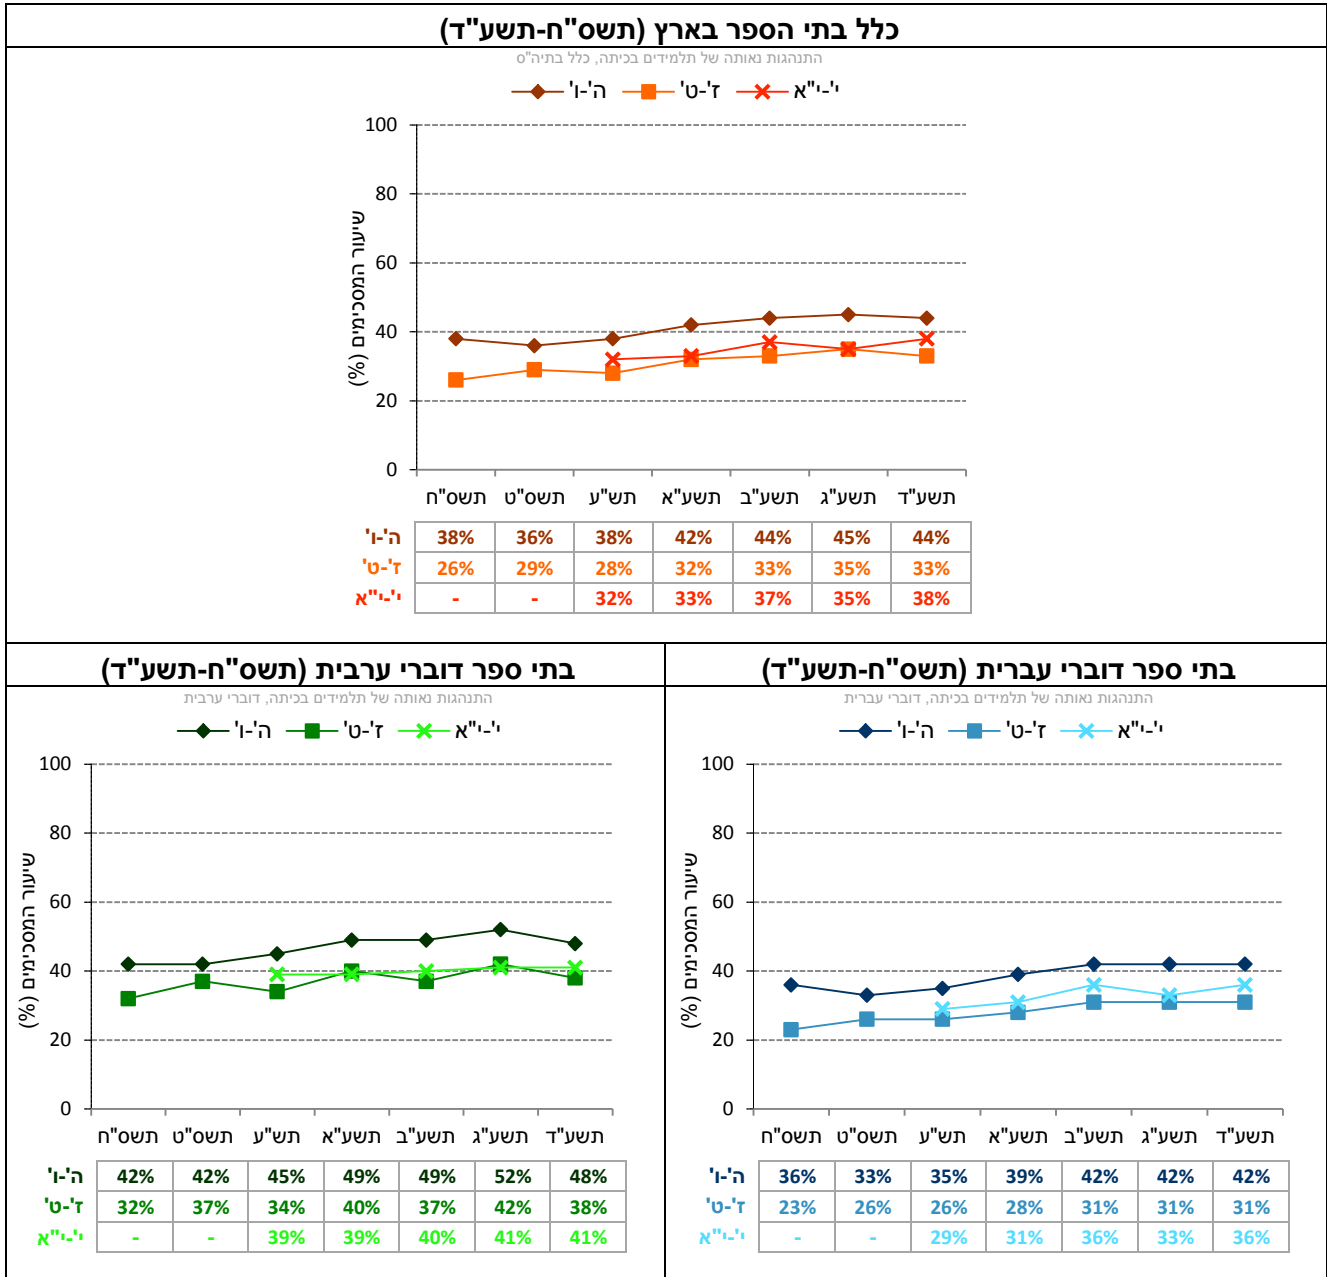 כלל בתי הספר בארץ (תשס"ח-תשע"ד)
התנהגות נאותה של תלמידים בכיתה, כלל בתיה"ס
ה'-ו' ז'-ט' י'-י"א
שיעור המסכימים (%)
100
80
60
40
20
0
תשס"ח תשס"ט תש"ע תשע"א תשע"ב תשע"ג תשע"ד
ה'-ו' 38% 36% 38% 42% 44% 45% 44%
ז'-ט' 26% 29% 28% 32% 33% 35% 33%
י'-י"א - - 32% 33% 37% 35% 38%
בתי ספר דוברי עברית (תשס"ח-תשע"ד)
התנהגות נאותה של תלמידים בכיתה, דוברי עברית
ה'-ו' ז'-ט' י'-י"א
שיעור המסכימים (%)
100
80
60
40
20
0
תשס"ח תשס"ט תש"ע תשע"א תשע"ב תשע"ג תשע"ד
ה'-ו' 36% 33% 35% 39% 42% 42% 42%
ז'-ט' 23% 26% 26% 28% 31% 31% 31%
י'-י"א - - 29% 31% 36% 33% 36%
בתי ספר דוברי ערבית (תשס"ח-תשע"ד)
התנהגות נאותה של תלמידים בכיתה, דוברי ערבית
ה'-ו' ז'-ט' י'-י"א
שיעור המסכימים (%)
100
80
60
40
20
0
תשס"ח תשס"ט תש"ע תשע"א תשע"ב תשע"ג תשע"ד
ה'-ו' 42% 42% 45% 49% 49% 52% 48%
ז'-ט' 32% 37% 34% 40% 37% 42% 38%
י'-י"א - - 39% 39% 40% 41% 41%